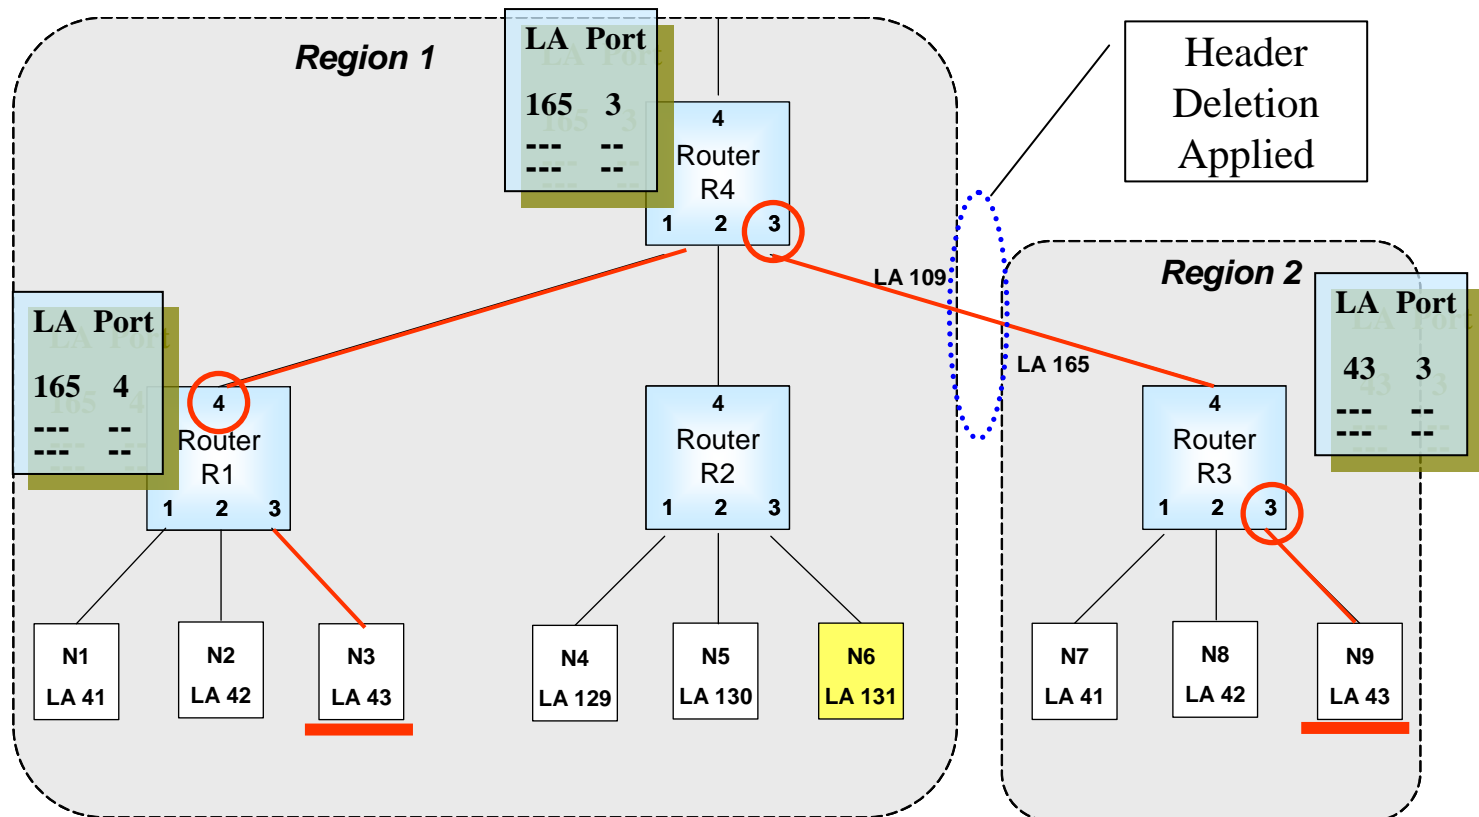 Region 1
LA Port
165 3
--- --
--- --
4
Router
R4
1 2 3
Header
Deletion
Applied
LA 109
LA 165
Region 2
LA Port
43 3
--- --
--- --
LA Port
165 4
--- --
--- --
4
Router
R1
1 2 3
4
Router
R2
1 2 3
4
Router
R3
1 2 3
N1
LA 41
N2
LA 42
N3
LA 43
N4
LA 129
N5
LA 130
N6
LA 131
N7
LA 41
N8
LA 42
N9
LA 43